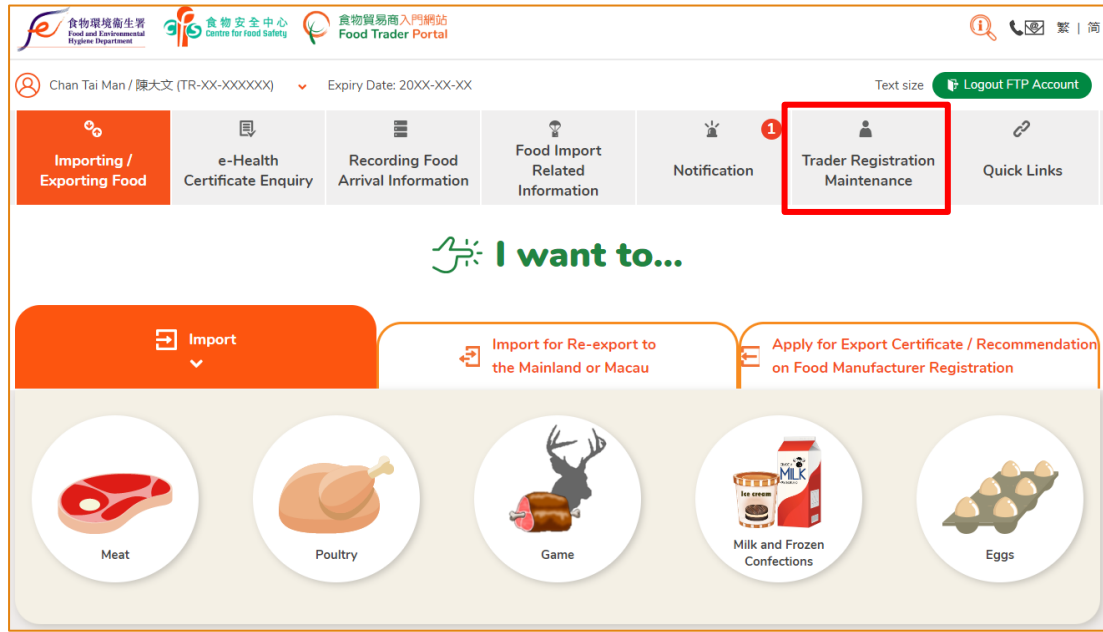 食物環境衞生署
Food and Environmental
Hygiene Department
食物安全中心
Centre for Food Safety
食物貿易商入門網站
Food Trader Portal
繁 | 简
Chan Tai Man / 陳大文 (TR-XX-XXXXXX)
Expiry Date: 20XX-XX-XX
Text size
Logout FTP Account
Importing /
Exporting Food
e-Health
Certificate Enquiry
Recording Food
Arrival Information
Food Import
Related
Information
1
Notification
Trader Registration
Maintenance
Quick Links
I want to...
Import
Import for Re-export to
the Mainland or Macau
Apply for Export Certificate / Recommendation
on Food Manufacturer Registration
Ice cream
MILK
Meat
Poultry
Game
Milk and Frozen
Confections
Eggs